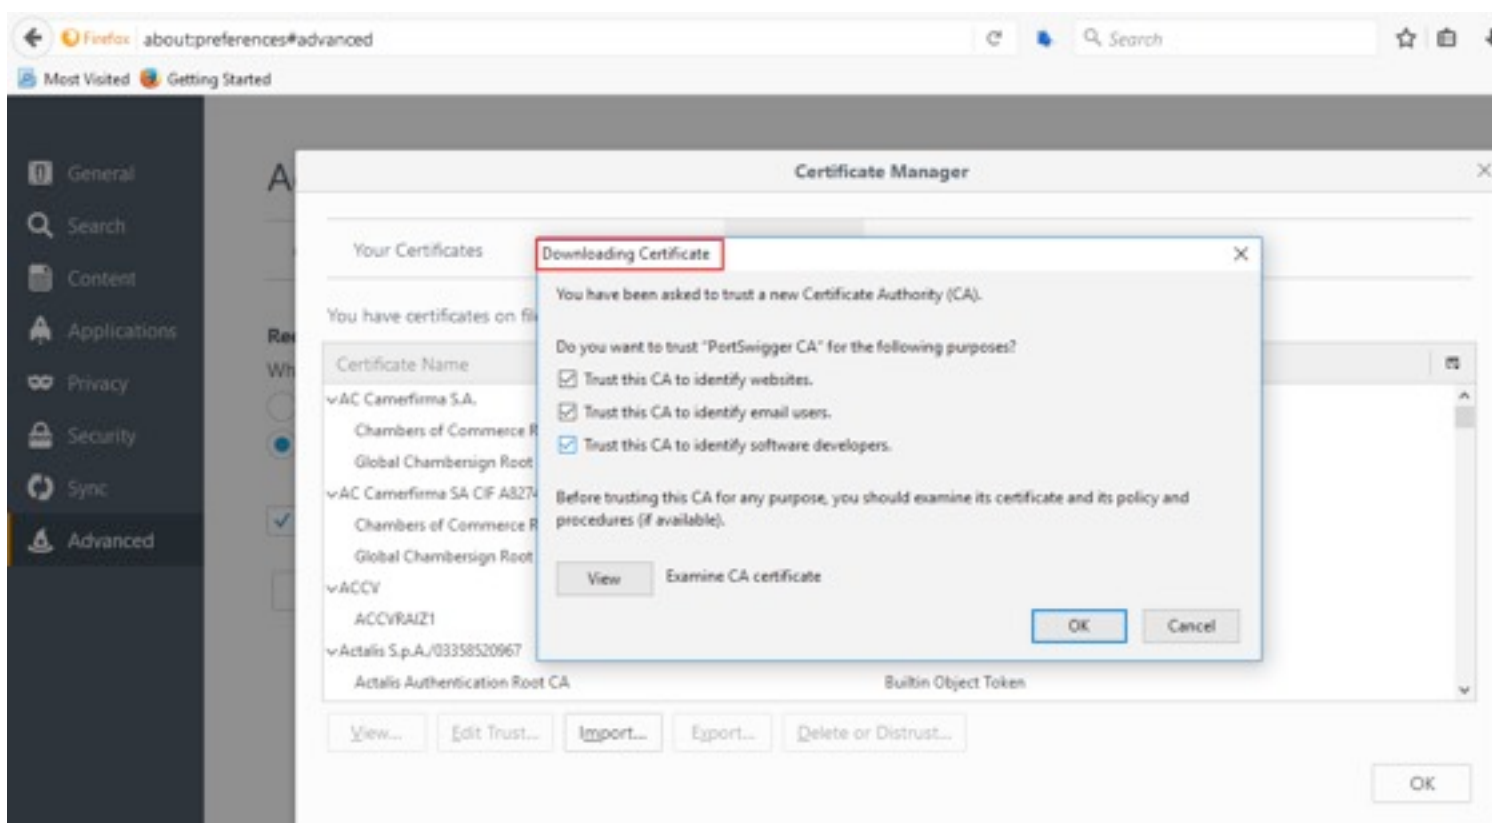 Firefox about:preferences#advanced
Search
Most Visited Getting Started
General
Search
Content
Applications
Privacy
Security
Sync
Advanced
A
Re
Wh
Certificate Manager
Your Certificates
You have certificates on fil
Certificate Name
AC Camerfirma S.A.
Chambers of Commerce R
Global Chambersign Root
AC Camerfirma SA CIF A8274
Chambers of Commerce R
Global Chambersign Root
ACCV
ACCVRAIZ1
Actalis S.p.A./03358520967
Actalis Authentication Root CA Builtin Object Token
Downloading Certificate
You have been asked to trust a new Certificate Authority (CA).
Do you want to trust "PortSwigger CA" for the following purposes?
Trust this CA to identify websites.
Trust this CA to identify email users.
Trust this CA to identify software developers.
Before trusting this CA for any purpose, you should examine its certificate and its policy and
procedures (if available).
View Examine CA certificate
OK Cancel
View... Edit Trust... Import... Export... Delete or Distrust...
OK